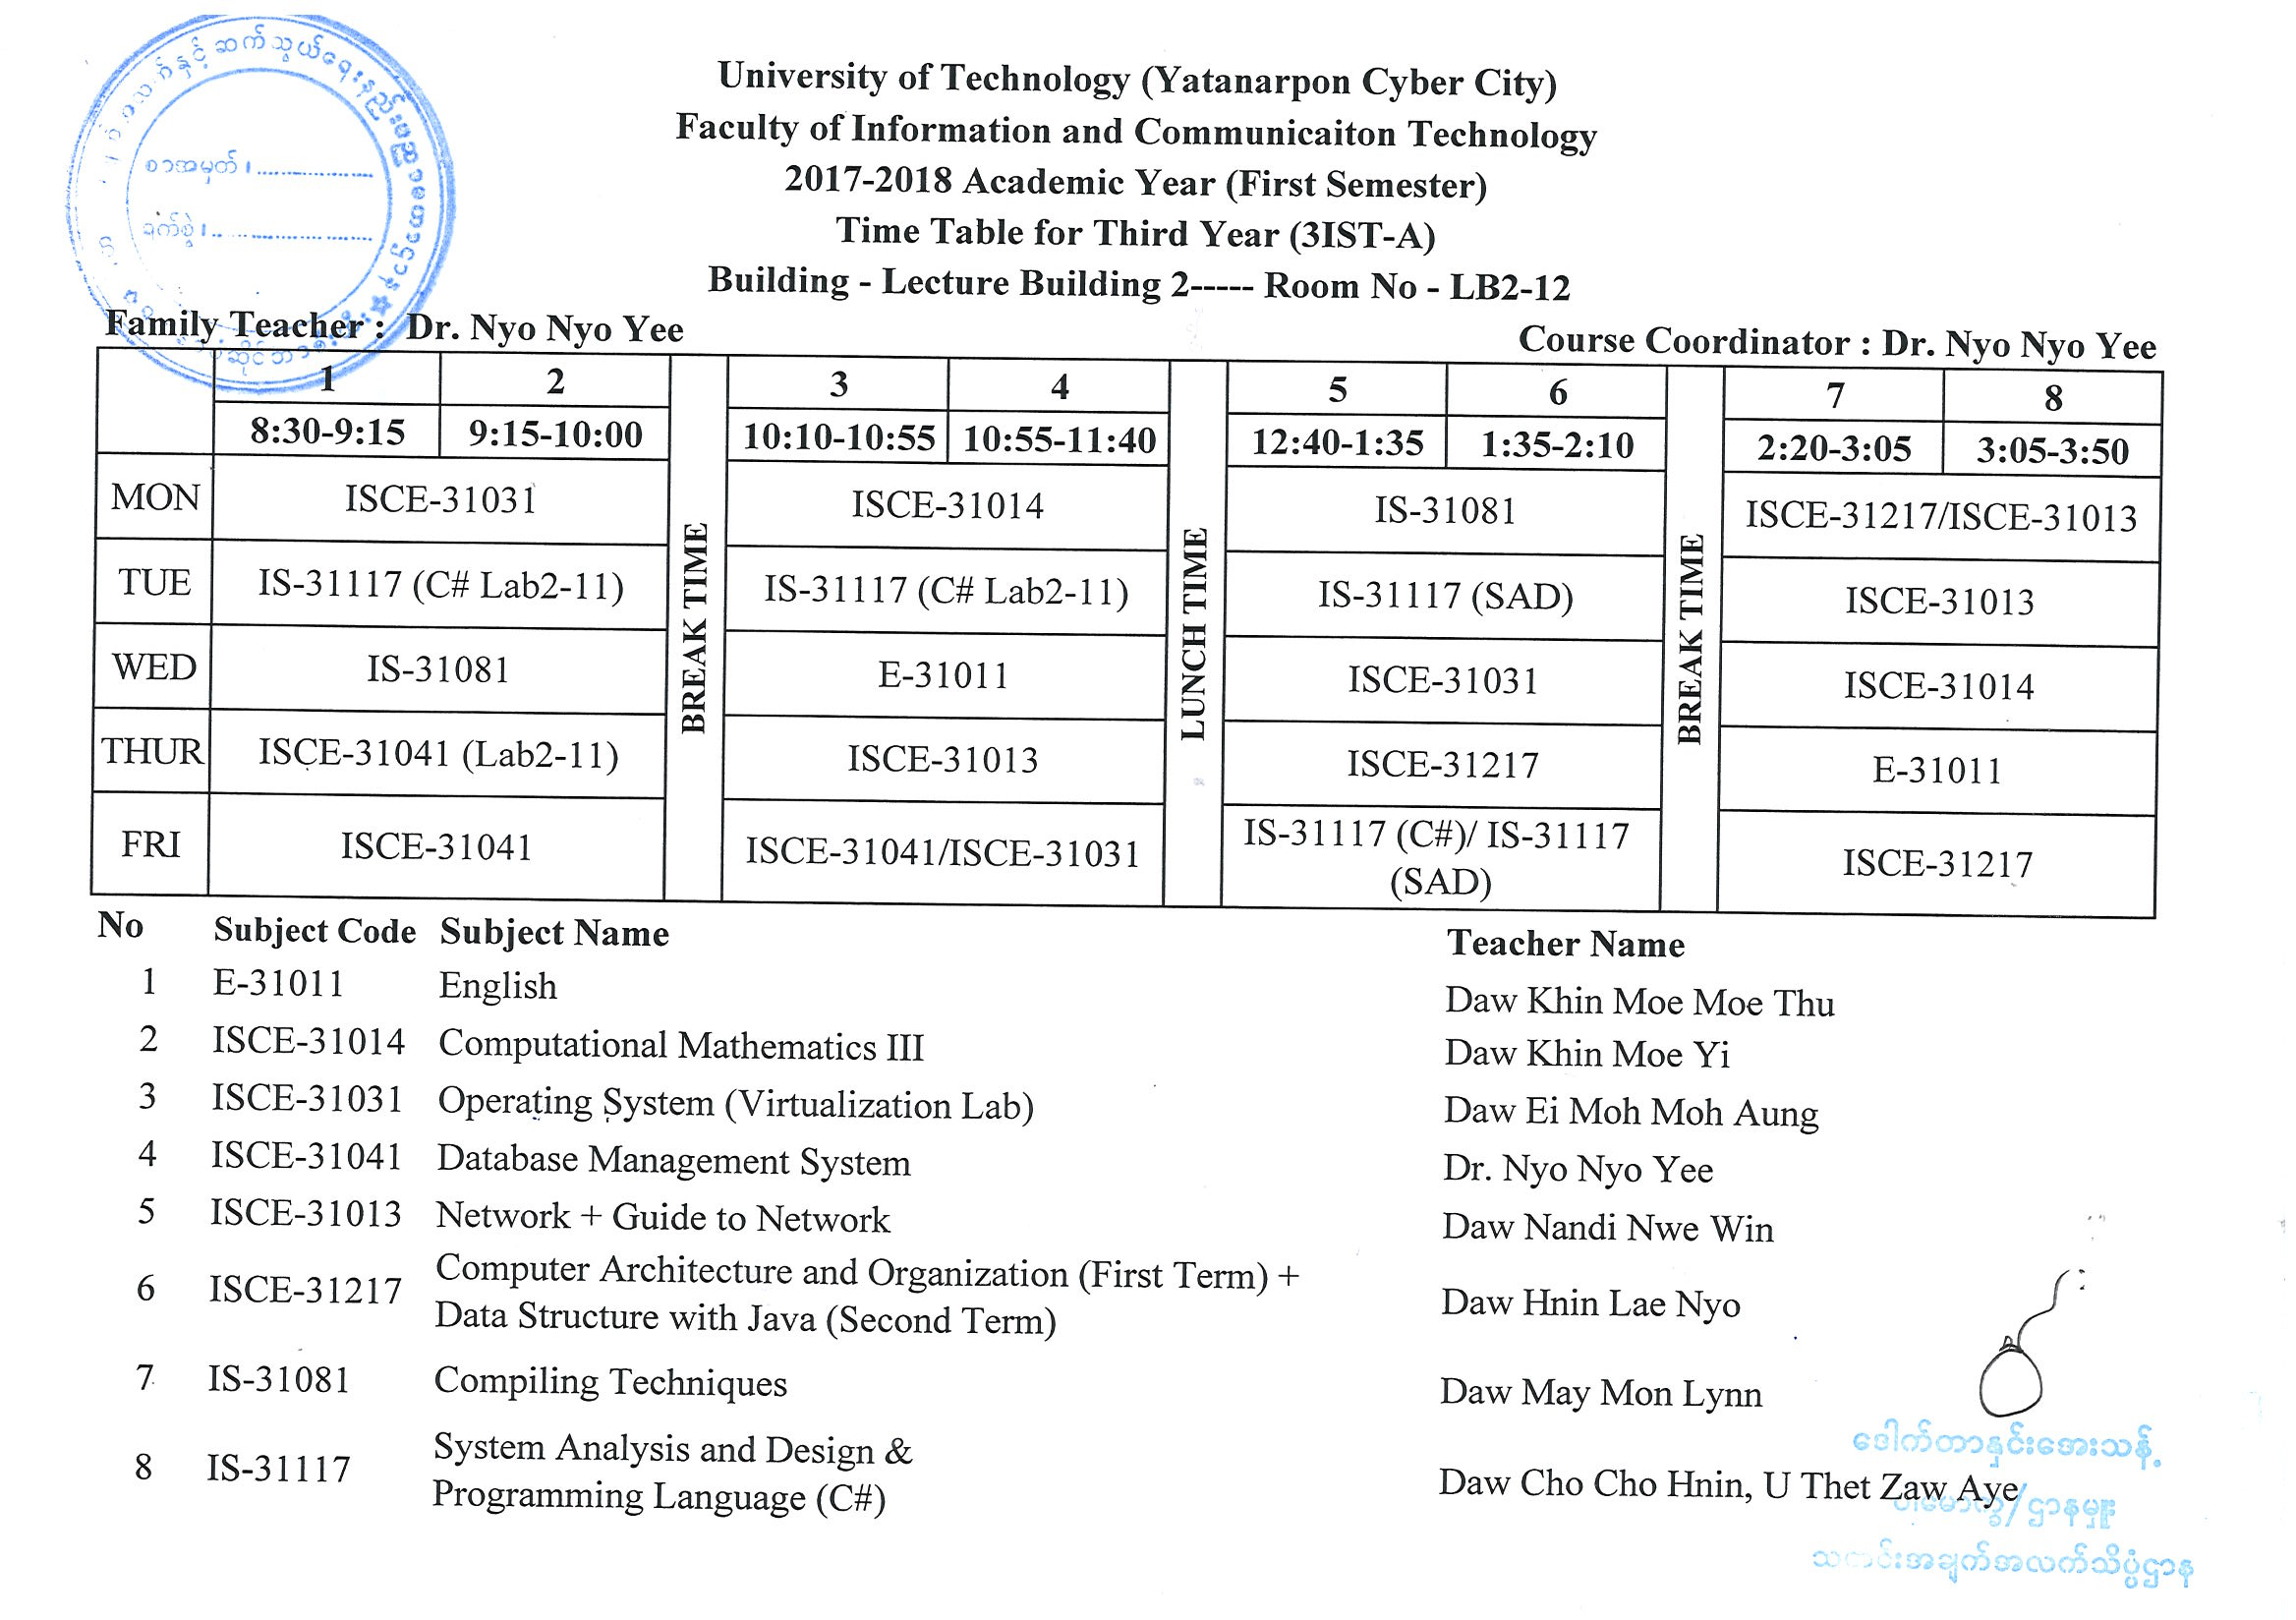 ဆက်သွယ်ရေးနည်းပညာ
စာအမှတ်၊
ရက်စွဲ၊
University of Technology (Yatanarpon Cyber City)
Faculty of Information and Communicaiton Technology
2017-2018 Academic Year (First Semester)
Time Table for Third Year (3IST-A)
Building - Lecture Building 2----- Room No - LB2-12
Family Teacher : Dr. Nyo Nyo Yee
Course Coordinator : Dr. Nyo Nyo Yee
1 2 3 4 5 6 7 8
8:30-9:15 9:15-10:00 10:10-10:55 10:55-11:40 12:40-1:35 1:35-2:10 2:20-3:05 3:05-3:50
BREAK TIME
LUNCH TIME
BREAK TIME
MON ISCE-31031 ISCE-31014 IS-31081 ISCE-31217/ISCE-31013
TUE IS-31117 (C# Lab2-11) IS-31117 (C# Lab2-11) IS-31117 (SAD) ISCE-31013
WED IS-31081 E-31011 ISCE-31031 ISCE-31014
THUR ISCE-31041 (Lab2-11) ISCE-31013 ISCE-31217 E-31011
FRI ISCE-31041 ISCE-31041/ISCE-31031 IS-31117 (C#)/ IS-31117 (SAD) ISCE-31217
No Subject Code Subject Name Teacher Name
1 E-31011 English Daw Khin Moe Moe Thu
2 ISCE-31014 Computational Mathematics III Daw Khin Moe Yi
3 ISCE-31031 Operating System (Virtualization Lab) Daw Ei Moh Moh Aung
4 ISCE-31041 Database Management System Dr. Nyo Nyo Yee
5 ISCE-31013 Network + Guide to Network Daw Nandi Nwe Win
6 ISCE-31217 Computer Architecture and Organization (First Term) + Daw Hnin Lae Nyo
Data Structure with Java (Second Term)
7 IS-31081 Compiling Techniques Daw May Mon Lynn
8 IS-31117 System Analysis and Design & Daw Cho Cho Hnin, U Thet Zaw Aye
Programming Language (C#)
ဒေါက်တာနှင်းအေးသန့်
ပါမောက္ခ/ဌာနမှူး
သတင်းအချက်အလက်သိပ္ပံဌာန